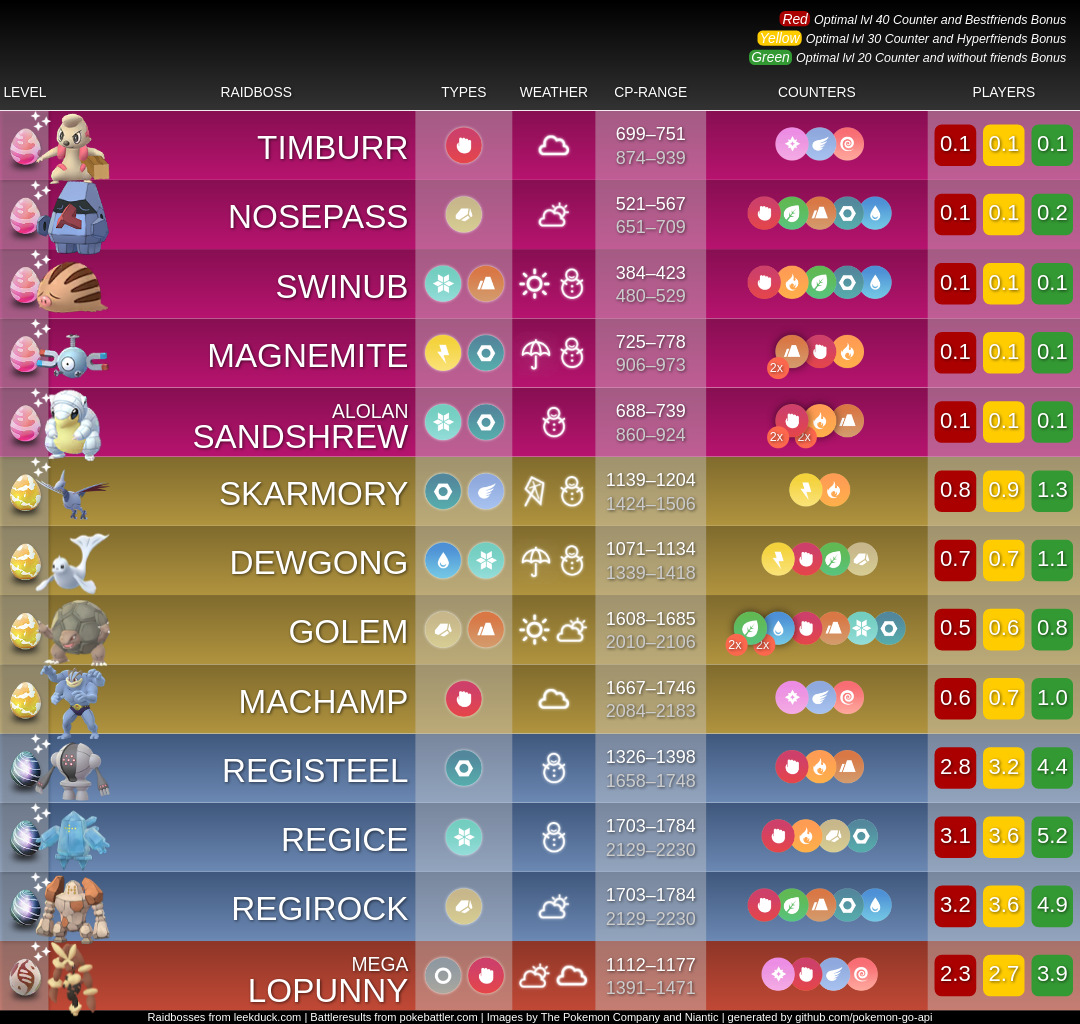 Red Optimal lvl 40 Counter and Bestfriends Bonus
Yellow Optimal lvl 30 Counter and Hyperfriends Bonus
Green Optimal lvl 20 Counter and without friends Bonus
LEVEL RAIDBOSS TYPES WEATHER CP-RANGE COUNTERS PLAYERS
TIMBURR 699–751 0.1 0.1 0.1
874–939
NOSEPASS 521–567 0.1 0.1 0.2
651–709
SWINUB 384–423 0.1 0.1 0.1
480–529
MAGNEMITE 725–778 0.1 0.1 0.1
906–973 2x
ALOLAN
SANDSHREW 688–739 0.1 0.1 0.1
860–924 2x 2x
SKARMORY 1139–1204 0.8 0.9 1.3
1424–1506
DEWGONG 1071–1134 0.7 0.7 1.1
1339–1418
GOLEM 1608–1685 0.5 0.6 0.8
2010–2106 2x 2x
MACHAMP 1667–1746 0.6 0.7 1.0
2084–2183
REGISTEEL 1326–1398 2.8 3.2 4.4
1658–1748
REGICE 1703–1784 3.1 3.6 5.2
2129–2230
REGIROCK 1703–1784 3.2 3.6 4.9
2129–2230
MEGA
LOPUNNY 1112–1177 2.3 2.7 3.9
1391–1471
Raidbosses from leekduck.com | Battleresults from pokebattler.com | Images by The Pokemon Company and Niantic | generated by github.com/pokemon-go-api